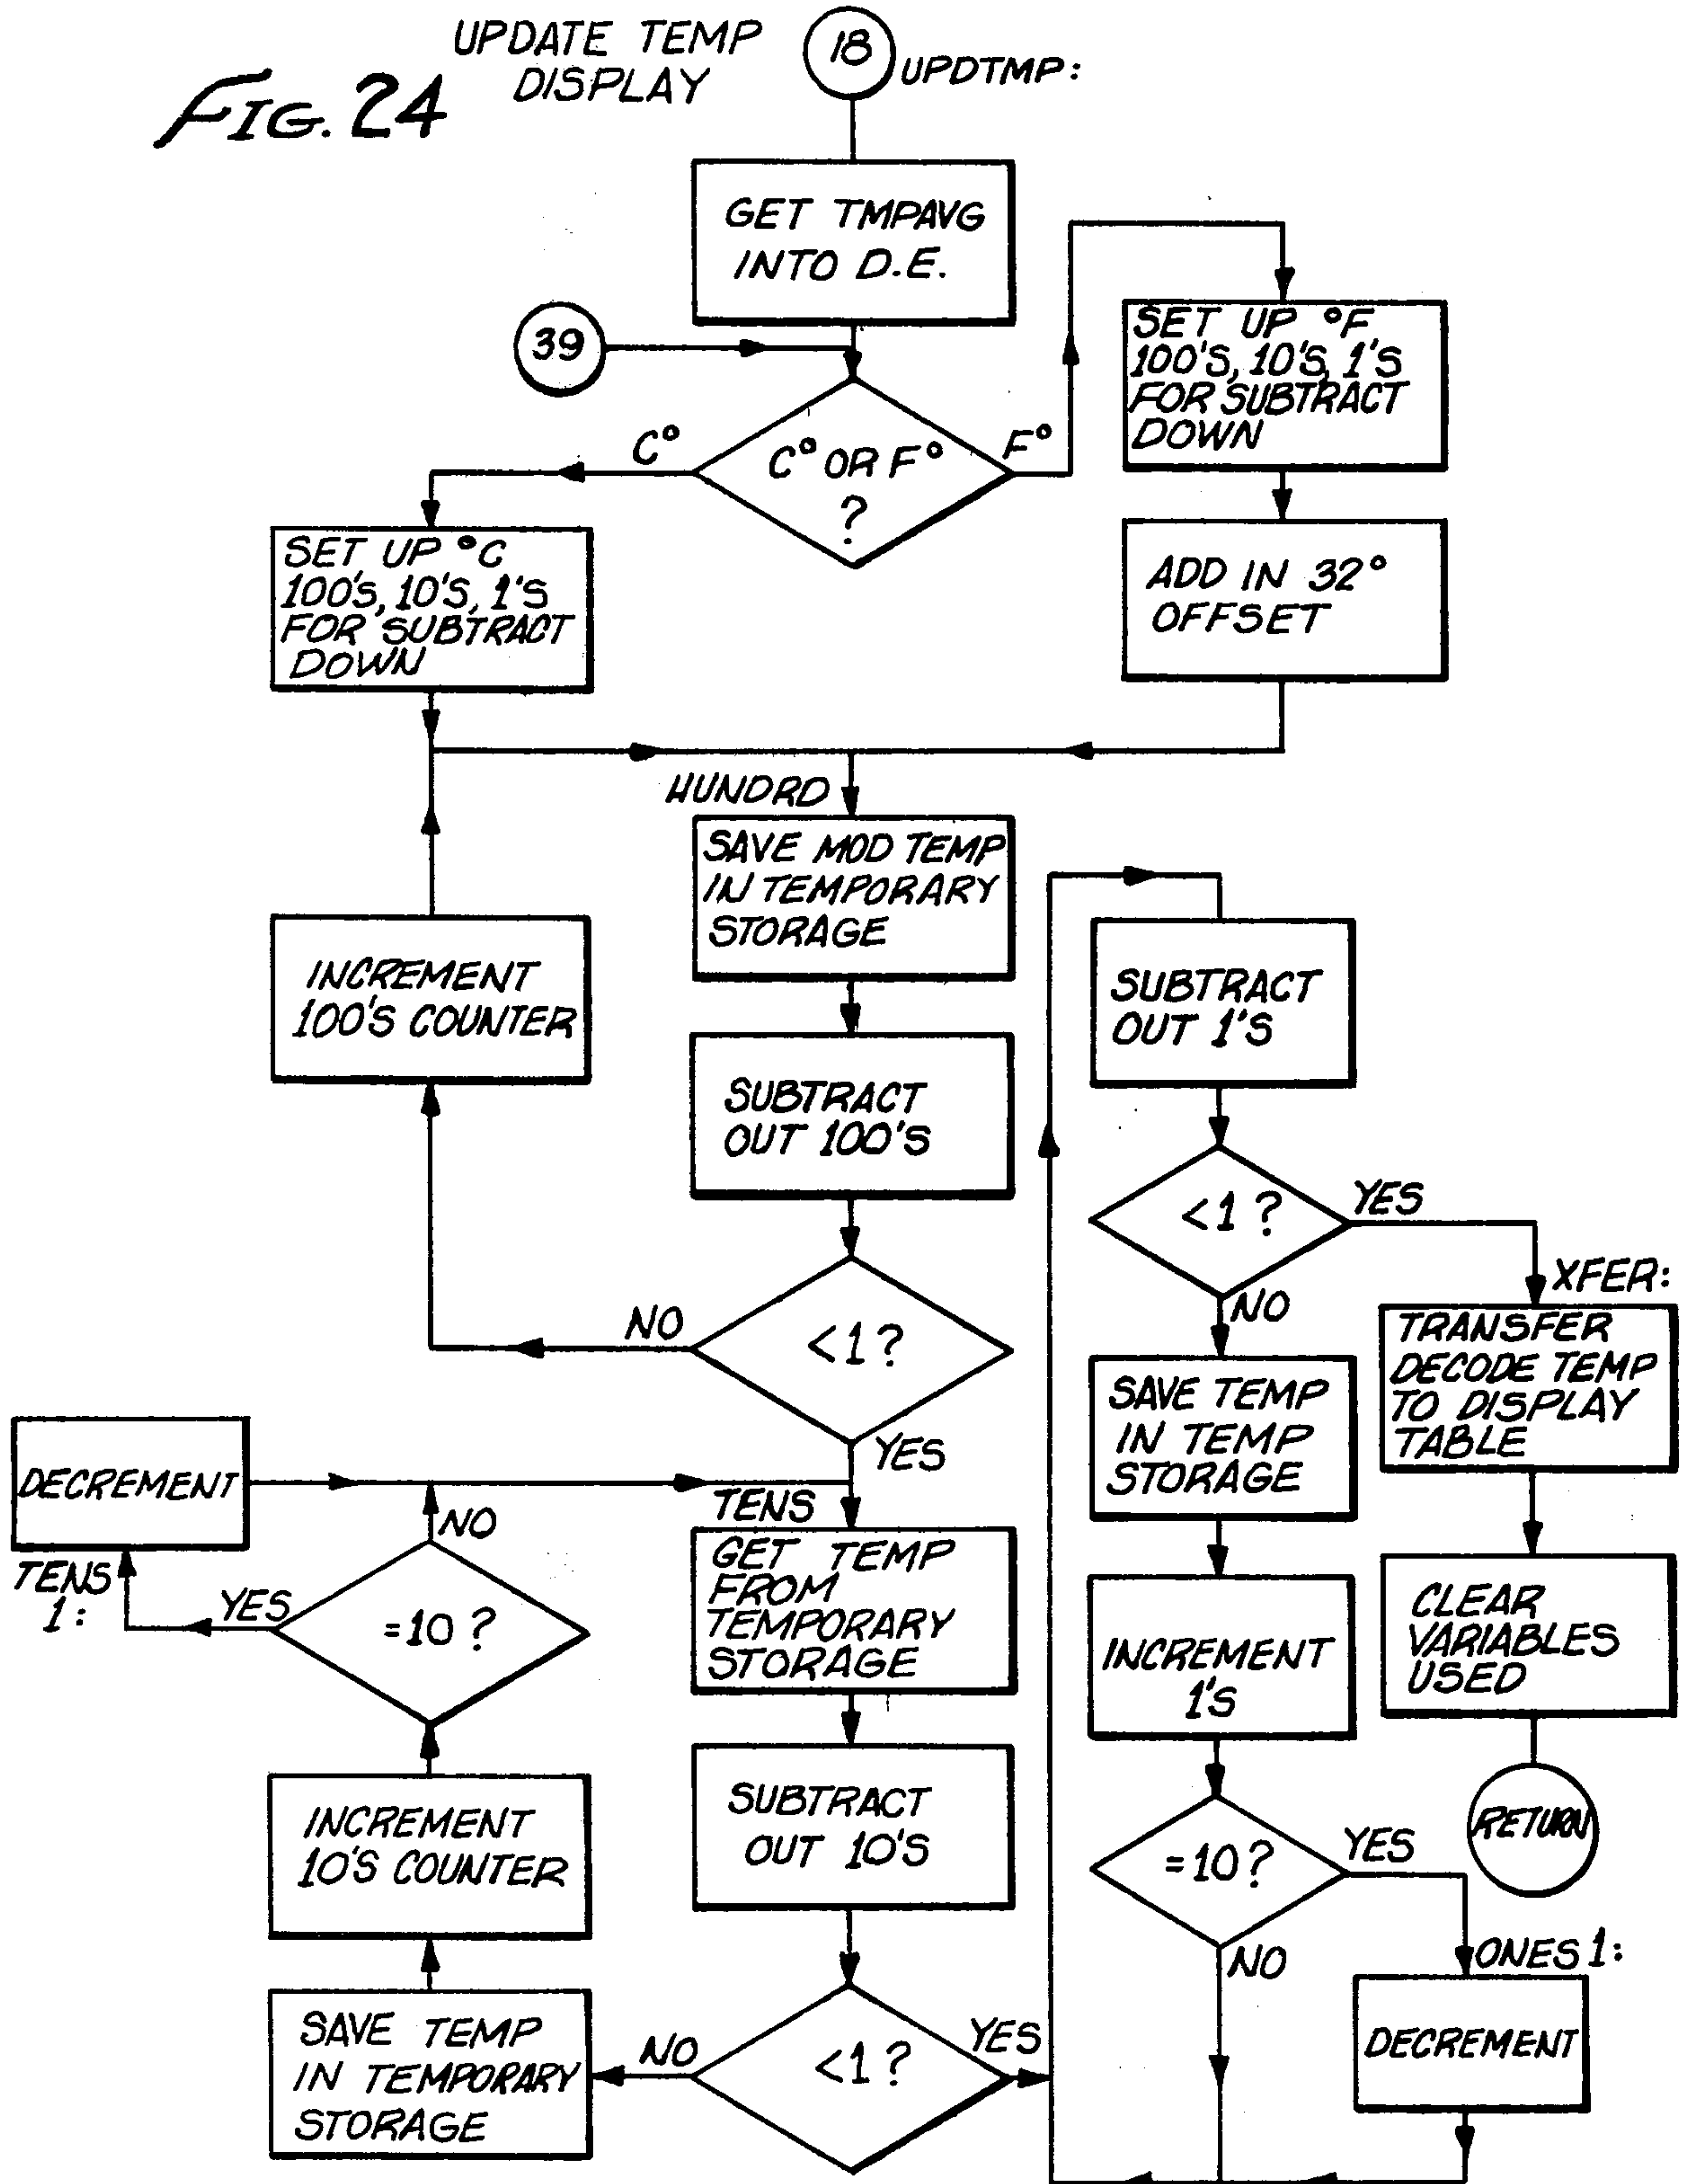 UPDATE TEMP
DISPLAY
FIG. 24
18
UPDTMP:
GET TMPAVG
INTO D.E.
39
C° OR F°
?
C°
F°
SET UP °F
100'S, 10'S, 1'S
FOR SUBTRACT
DOWN
ADD IN 32°
OFFSET
SET UP °C
100'S, 10'S, 1'S
FOR SUBTRACT
DOWN
HUNDRD
SAVE MOD TEMP
IN TEMPORARY
STORAGE
INCREMENT
100'S COUNTER
SUBTRACT
OUT 100'S
<1?
NO
YES
DECREMENT
TENS
1:
YES
=10?
NO
TENS
GET TEMP
FROM
TEMPORARY
STORAGE
INCREMENT
10'S COUNTER
SUBTRACT
OUT 10'S
SAVE TEMP
IN TEMPORARY
STORAGE
NO
<1?
YES
SUBTRACT
OUT 1'S
<1?
YES
NO
XFER:
TRANSFER
DECODE TEMP
TO DISPLAY
TABLE
SAVE TEMP
IN TEMP
STORAGE
CLEAR
VARIABLES
USED
INCREMENT
1'S
RETURN
=10?
YES
NO
ONES 1:
DECREMENT